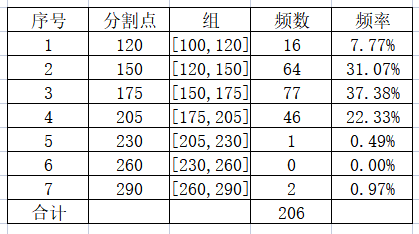 序号 分割点 组 频数 频率
1 120 [100,120] 16 7.77%
2 150 [120,150] 64 31.07%
3 175 [150,175] 77 37.38%
4 205 [175,205] 46 22.33%
5 230 [205,230] 1 0.49%
6 260 [230,260] 0 0.00%
7 290 [260,290] 2 0.97%
合计 206